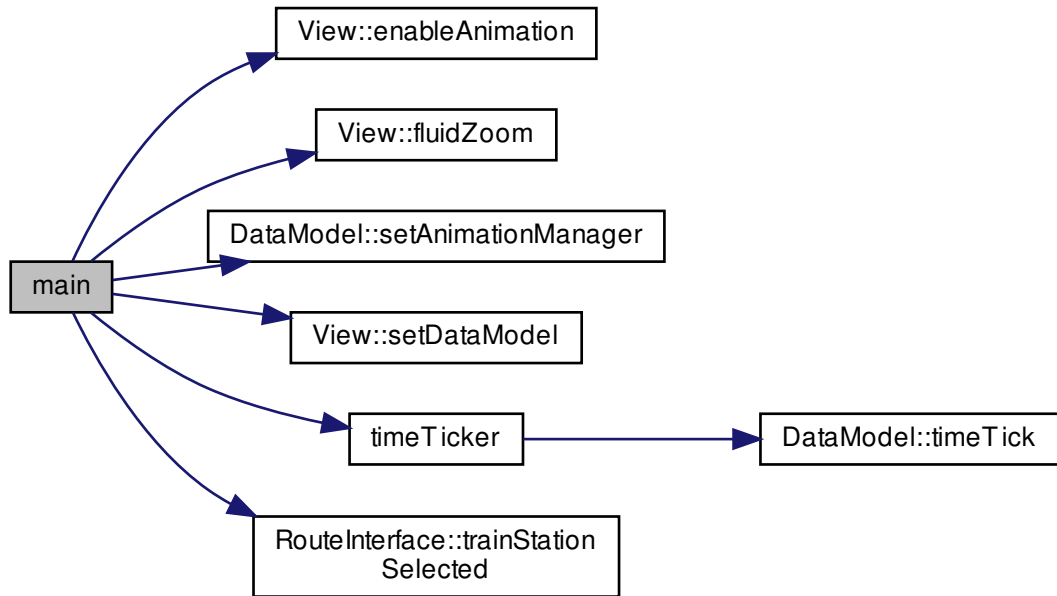 View::enableAnimation
View::fluidZoom
DataModel::setAnimationManager
main
View::setDataModel
timeTicker
DataModel::timeTick
RouteInterface::trainStation
Selected